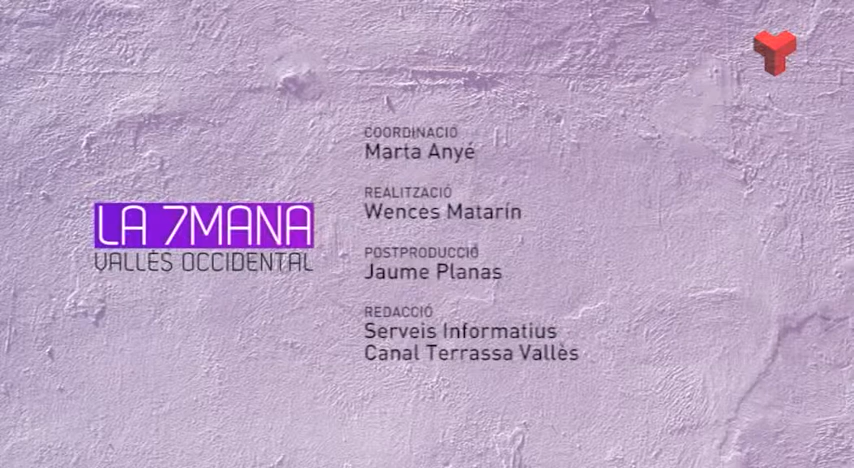 LA 7MANA
VALLÈS OCCIDENTAL
COORDINACIÓ
Marta Anyé
REALITZACIÓ
Wences Matarín
POSTPRODUCCIÓ
Jaume Planas
REDACCIÓ
Serveis Informatius
Canal Terrassa Vallès